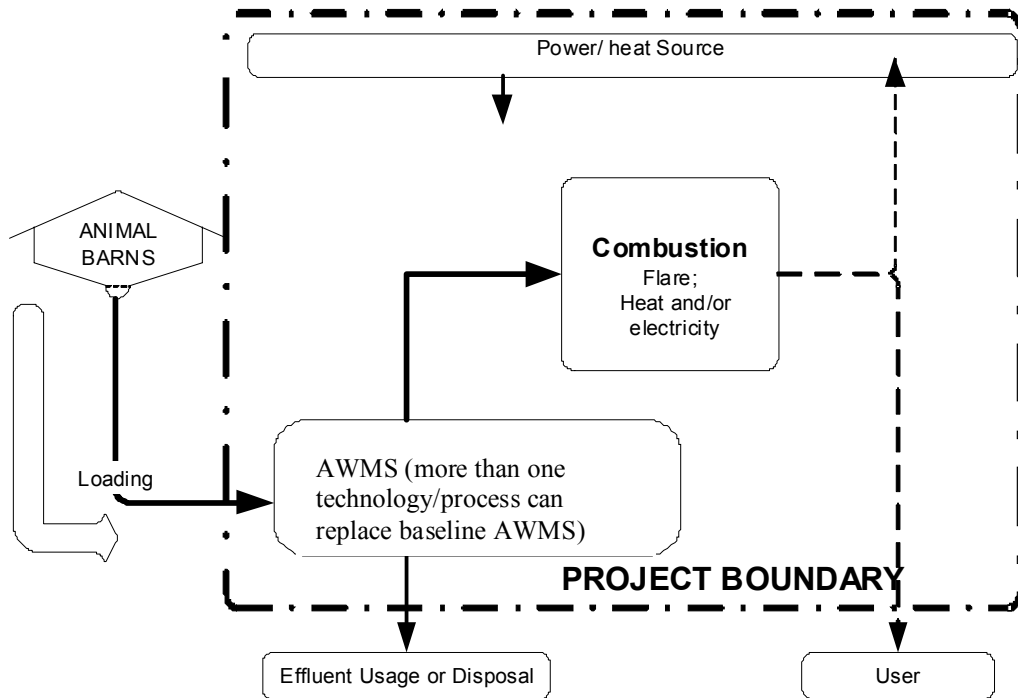 Power/ heat Source
ANIMAL
BARNS
Combustion
Flare;
Heat and/or
electricity
Loading
AWMS (more than one
technology/process can
replace baseline AWMS)
PROJECT BOUNDARY
Effluent Usage or Disposal
User